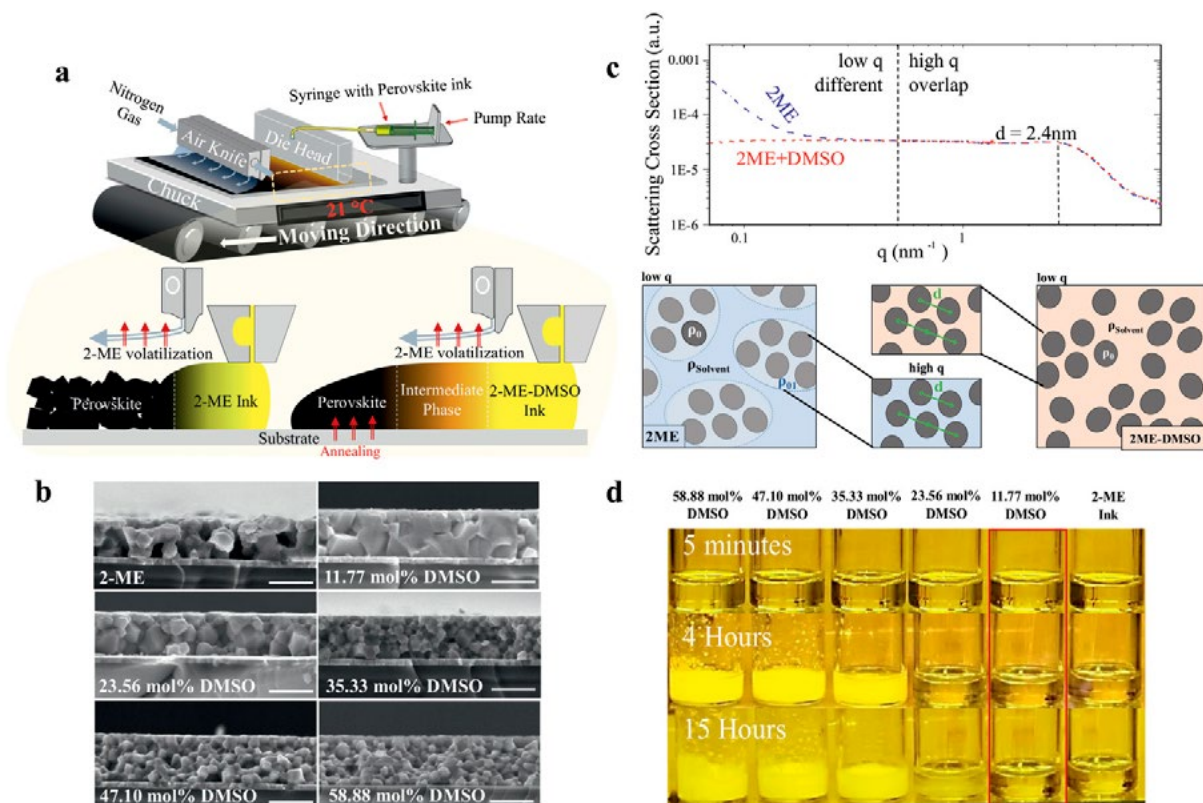 a
Nitrogen
Gas
Air Knife
Die Head
Syringe with Perovskite ink
Pump Rate
Chuck
21 °C
Moving Direction
2-ME volatilization
2-ME volatilization
Perovskite
2-ME Ink
Perovskite
Intermediate
Phase
2-ME-DMSO
Ink
Substrate
Annealing
b
2-ME
11.77 mol% DMSO
23.56 mol% DMSO
35.33 mol% DMSO
47.10 mol% DMSO
58.88 mol% DMSO
c
Scattering Cross Section (a.u.)
0.001
1E-4
1E-5
1E-6
low q
different
high q
overlap
2ME
2ME+DMSO
d = 2.4nm
0.1
1
q (nm⁻¹)
low q
ρ0
ρSolvent
ρ01
2ME
d
high q
d
low q
ρSolvent
ρ0
2ME-DMSO
d
58.88 mol%
DMSO
47.10 mol%
DMSO
35.33 mol%
DMSO
23.56 mol%
DMSO
11.77 mol%
DMSO
2-ME
Ink
5 minutes
4 Hours
15 Hours